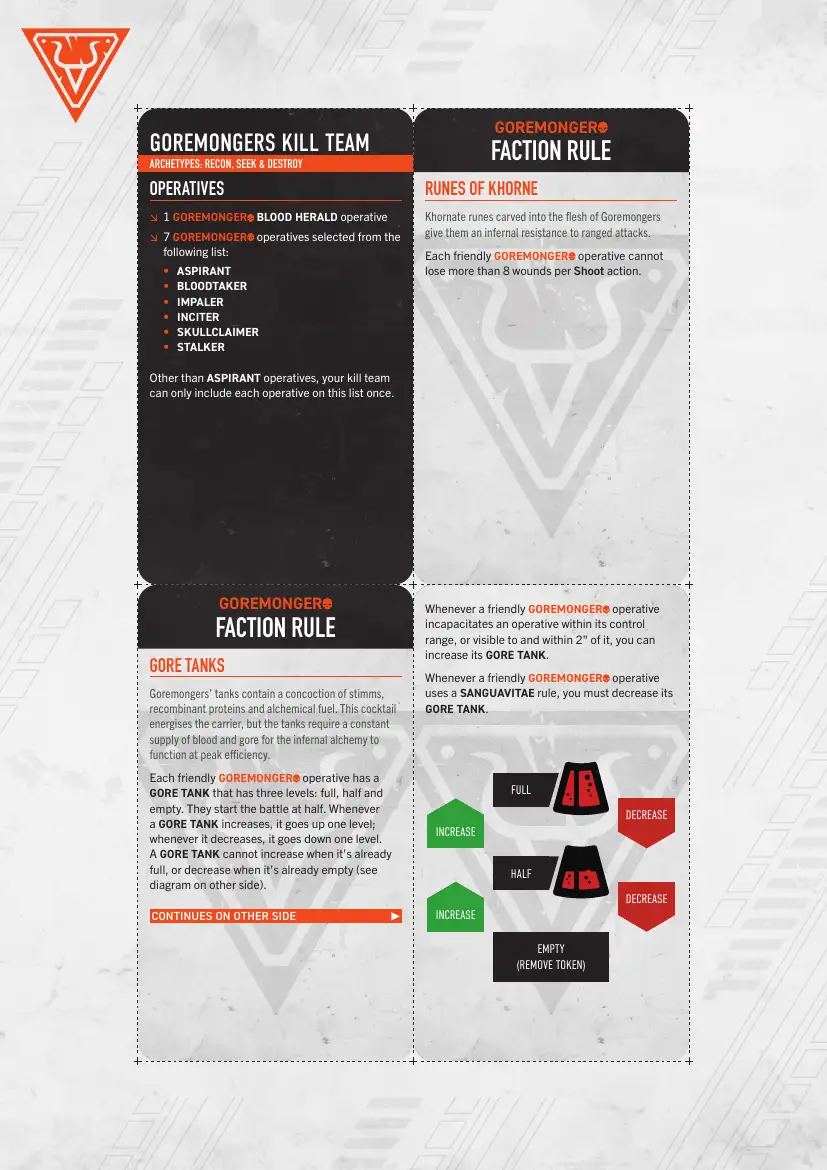 GOREMONGERS KILL TEAM
ARCHETYPES: RECON, SEEK & DESTROY
OPERATIVES
1 GOREMONGER BLOOD HERALD operative
7 GOREMONGER operatives selected from the
following list:
• ASPIRANT
• BLOODTAKER
• IMPALER
• INCITER
• SKULLCLAIMER
• STALKER
Other than ASPIRANT operatives, your kill team
can only include each operative on this list once.
GOREMONGER
FACTION RULE
RUNES OF KHORNE
Khornate runes carved into the flesh of Goremongers
give them an infernal resistance to ranged attacks.
Each friendly GOREMONGER operative cannot
lose more than 8 wounds per Shoot action.
GOREMONGER
FACTION RULE
GORE TANKS
Goremongers' tanks contain a concoction of stimms,
recombinant proteins and alchemical fuel. This cocktail
energises the carrier, but the tanks require a constant
supply of blood and gore for the infernal alchemy to
function at peak efficiency.
Each friendly GOREMONGER operative has a
GORE TANK that has three levels: full, half and
empty. They start the battle at half. Whenever
a GORE TANK increases, it goes up one level;
whenever it decreases, it goes down one level.
A GORE TANK cannot increase when it's already
full, or decrease when it's already empty (see
diagram on other side).
CONTINUES ON OTHER SIDE
Whenever a friendly GOREMONGER operative
incapacitates an operative within its control
range, or visible to and within 2" of it, you can
increase its GORE TANK.
Whenever a friendly GOREMONGER operative
uses a SANGUAVITAE rule, you must decrease its
GORE TANK.
FULL
INCREASE
DECREASE
HALF
INCREASE
DECREASE
EMPTY
(REMOVE TOKEN)